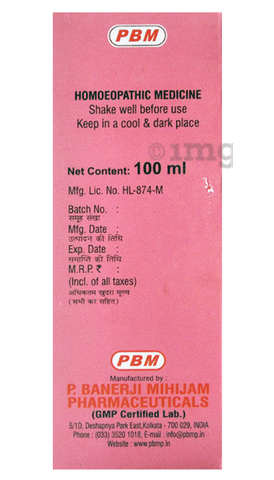 PBM
HOMOEOPATHIC MEDICINE
Shake well before use
Keep in a cool & dark place
1mg
Net Content: 100 ml
Mfg. Lic. No. HL-874-M
Batch No. :
समूह संख्या
Mfg. Date :
उत्पादन की तिथि
Exp. Date :
समाप्ति की तिथि
M.R.P. ₹ :
(Incl. of all taxes)
अधिकतम खुदरा मूल्य
(सभी कर सहित)
PBM
Manufactured by :
P. BANERJI MIHIJAM
PHARMACEUTICALS
(GMP Certified Lab.)
5/1D, Deshapriya Park East,Kolkata - 700 029, INDIA
Phone : (033) 3520 1018, E-mail : info@pbmp.in
Website : www.pbmp.in